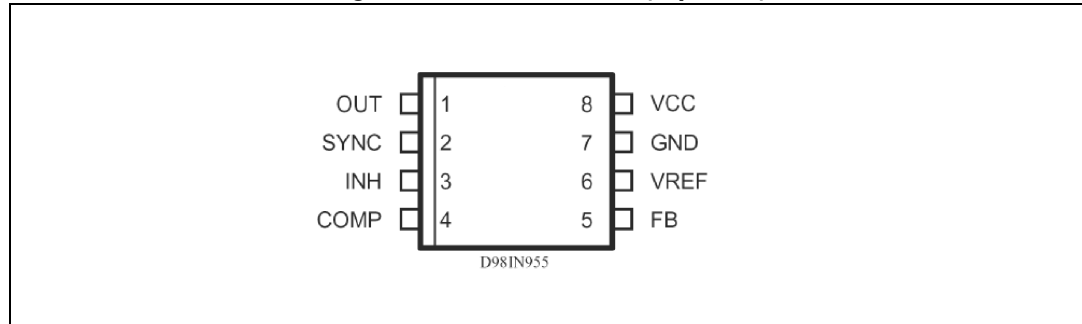 OUT 1 8 VCC
SYNC 2 7 GND
INH 3 6 VREF
COMP 4 5 FB
D98IN955